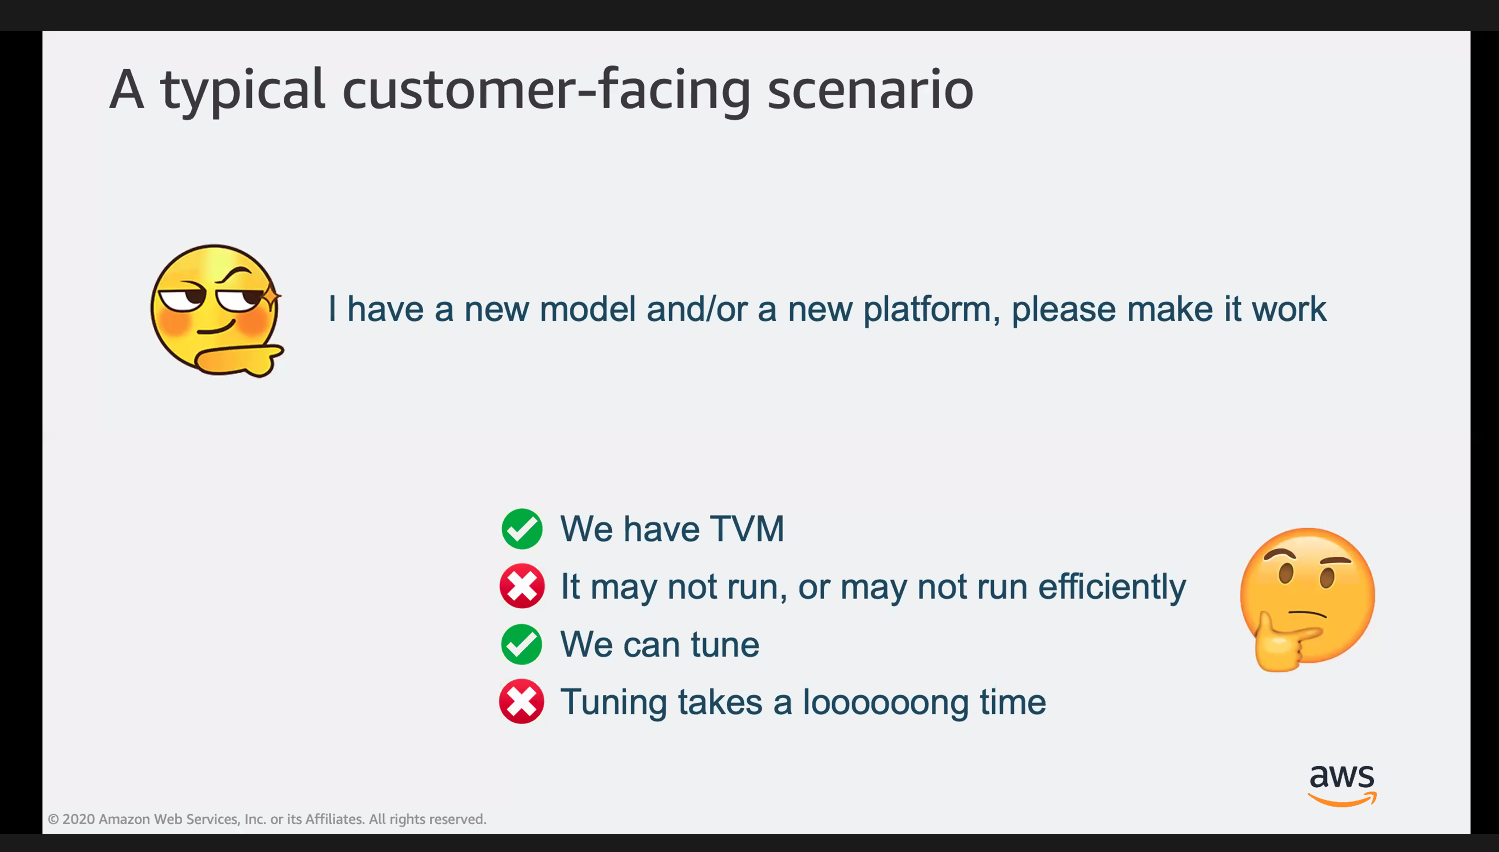 A typical customer-facing scenario
I have a new model and/or a new platform, please make it work
We have TVM
It may not run, or may not run efficiently
We can tune
Tuning takes a loooooong time
aws
© 2020 Amazon Web Services, Inc. or its Affiliates. All rights reserved.